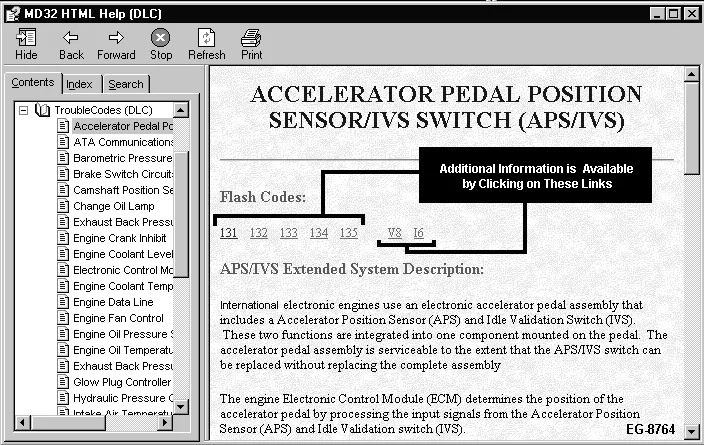 MD32 HTML Help (DLC)
Hide Back Forward Stop Refresh Print
Contents Index Search
TroubleCodes (DLC)
Accelerator Pedal Po
ATA Communications
Barometric Pressure
Brake Switch Circuit
Camshaft Position Se
Change Oil Lamp
Exhaust Back Pressu
Engine Crank Inhibit
Engine Coolant Level
Electronic Control Mo
Engine Coolant Temp
Engine Data Line
Engine Fan Control
Engine Oil Pressure S
Engine Oil Temperatu
Exhaust Back Pressu
Glow Plug Controller
Hydraulic Pressure C
Intake Air Temperatu
ACCELERATOR PEDAL POSITION
SENSOR/IVS SWITCH (APS/IVS)
Additional Information is Available
by Clicking on These Links
Flash Codes:
131 132 133 134 135 V8 I6
APS/IVS Extended System Description:
International electronic engines use an electronic accelerator pedal assembly that
includes a Accelerator Position Sensor (APS) and Idle Validation Switch (IVS).
These two functions are integrated into one component mounted on the pedal. The
accelerator pedal assembly is serviceable to the extent that the APS/IVS switch can
be replaced without replacing the complete assembly
The engine Electronic Control Module (ECM) determines the position of the
accelerator pedal by processing the input signals from the Accelerator Position
Sensor (APS) and Idle Validation switch (IVS).
EG-8764